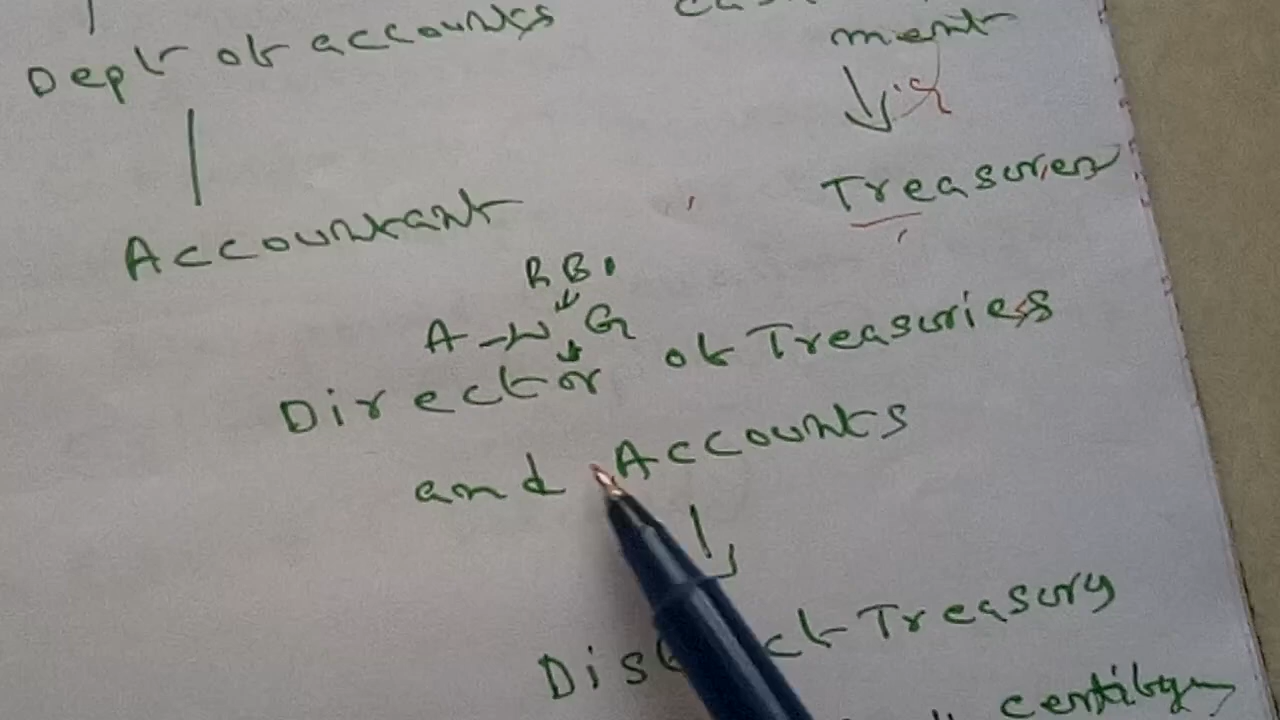 Dept of accounts
ment
Treasuries
Accountant
RBI
A - W G
Director of Treasuries
and Accounts
Treasury